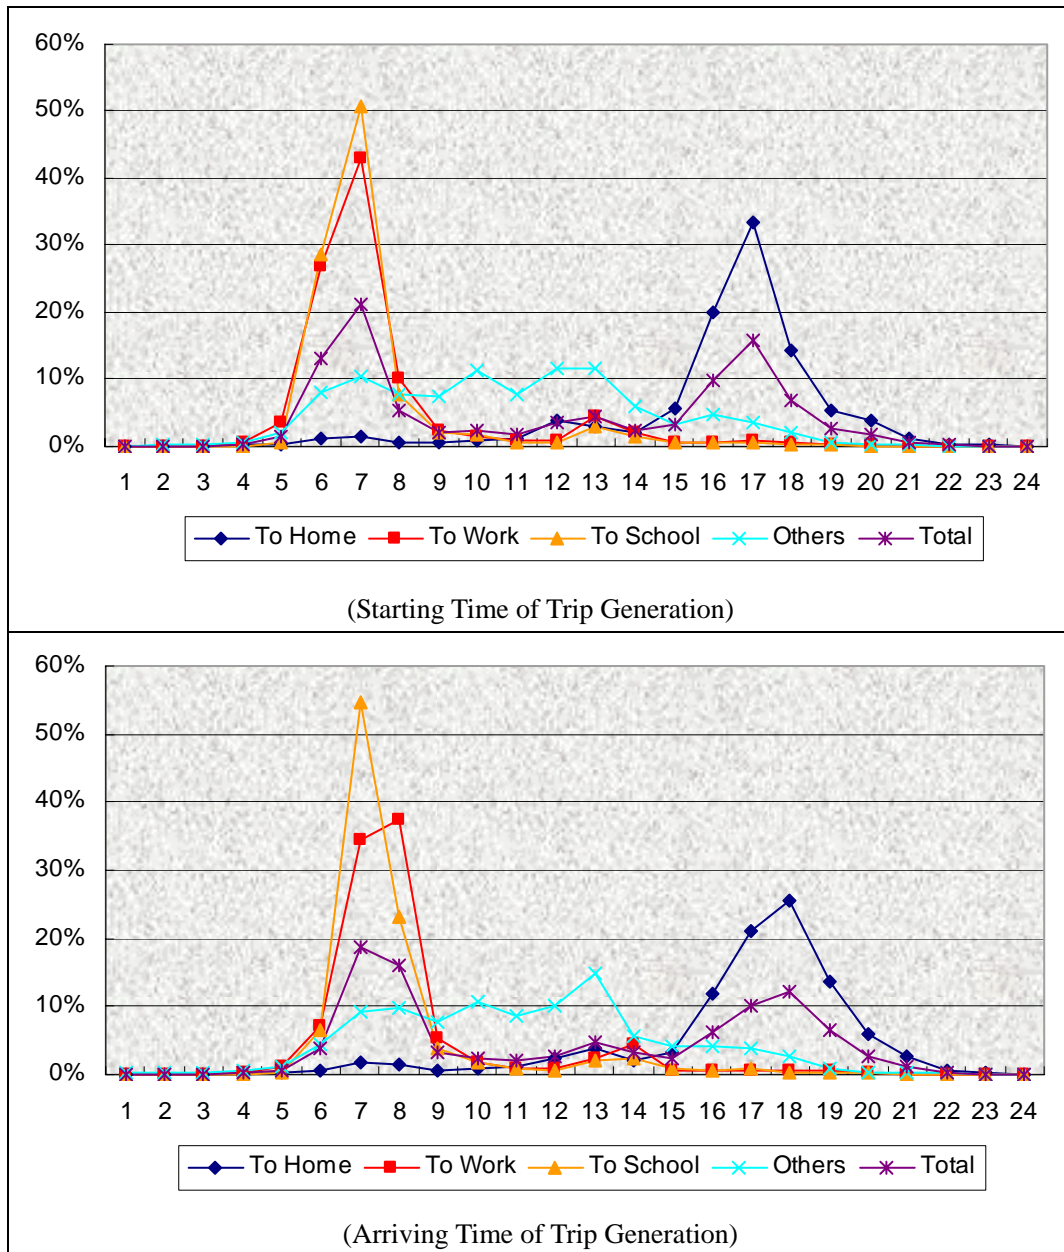 60%
50%
40%
30%
20%
10%
0%
1 2 3 4 5 6 7 8 9 10 11 12 13 14 15 16 17 18 19 20 21 22 23 24
To Home To Work To School Others Total
(Starting Time of Trip Generation)
60%
50%
40%
30%
20%
10%
0%
1 2 3 4 5 6 7 8 9 10 11 12 13 14 15 16 17 18 19 20 21 22 23 24
To Home To Work To School Others Total
(Arriving Time of Trip Generation)